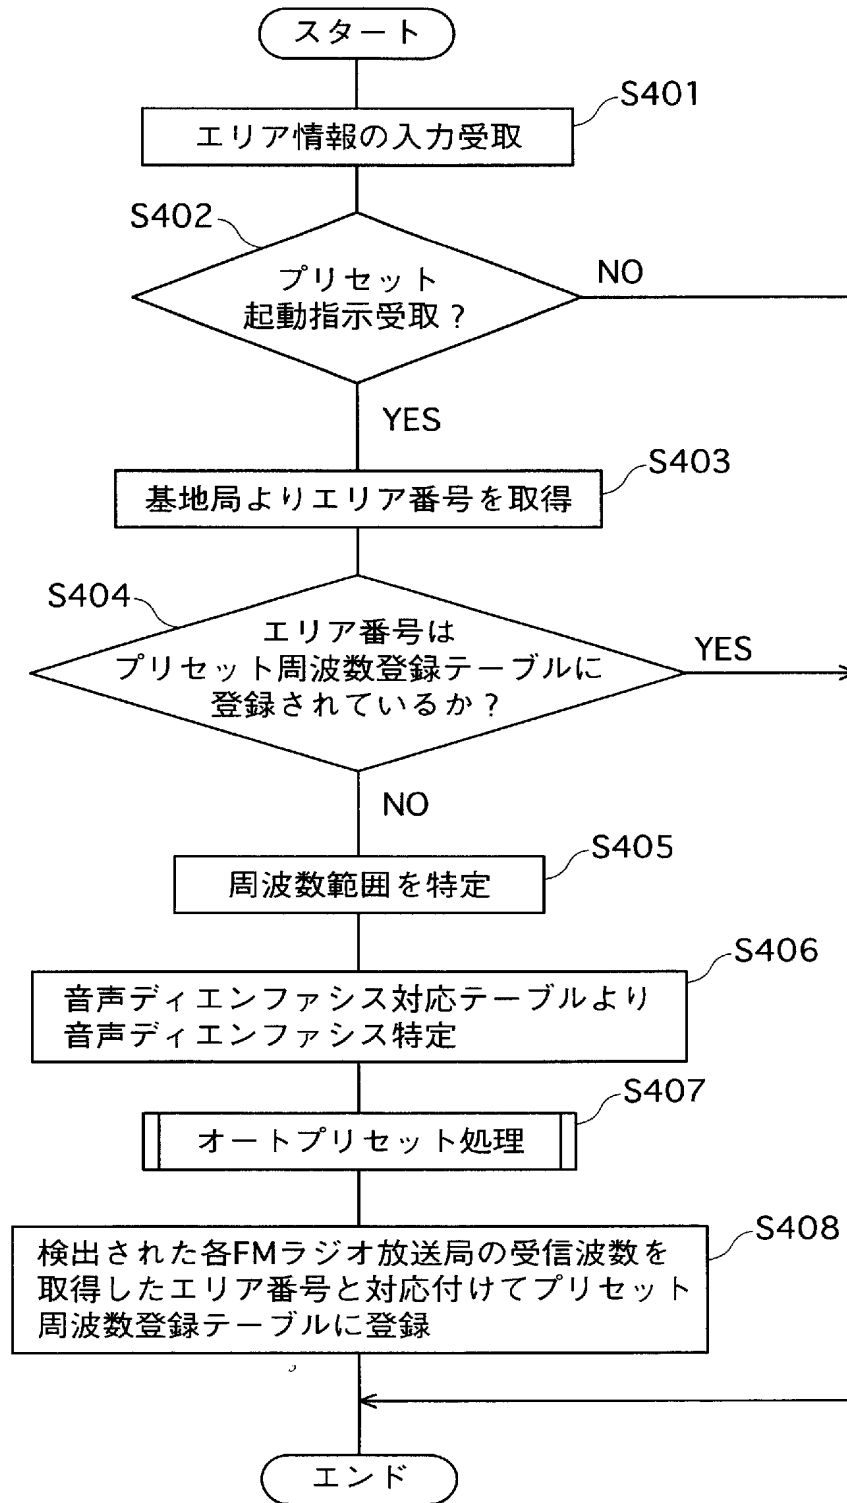 スタート
S401
エリア情報の入力受取
S402
プリセット
起動指示受取?
NO
YES
S403
基地局よりエリア番号を取得
S404
エリア番号は
プリセット周波数登録テーブルに
登録されているか?
YES
NO
S405
周波数範囲を特定
S406
音声ディエンファシス対応テーブルより
音声ディエンファシス特定
S407
オートプリセット処理
S408
検出された各FMラジオ放送局の受信波数を
取得したエリア番号と対応付けてプリセット
周波数登録テーブルに登録
エンド